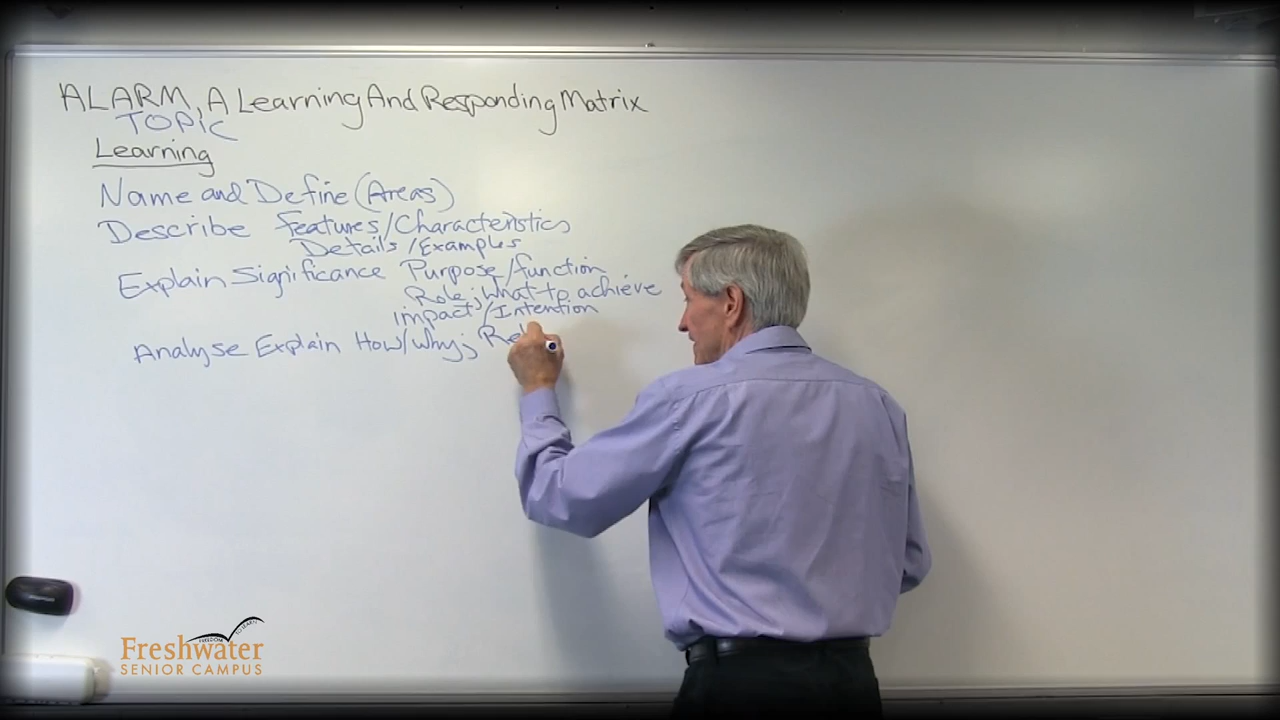 ALARM, A Learning And Responding Matrix
TOPIC
Learning
Name and Define (Areas)
Describe Features/Characteristics
Details/Examples
Explain Significance Purpose/function
Role; What to achieve
impact/Intention
Analyse Explain How/Why; Rel
Freshwater
SENIOR CAMPUS